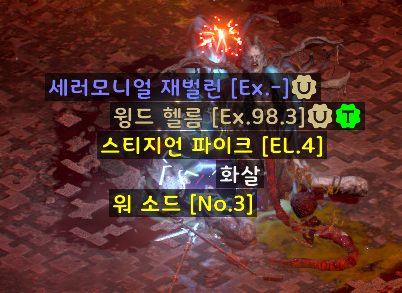 세러모니얼 재벌린 [Ex.-] U
윙드 헬름 [Ex.98.3] U T
스티지언 파이크 [EL.4]
화살
워 소드 [No.3]